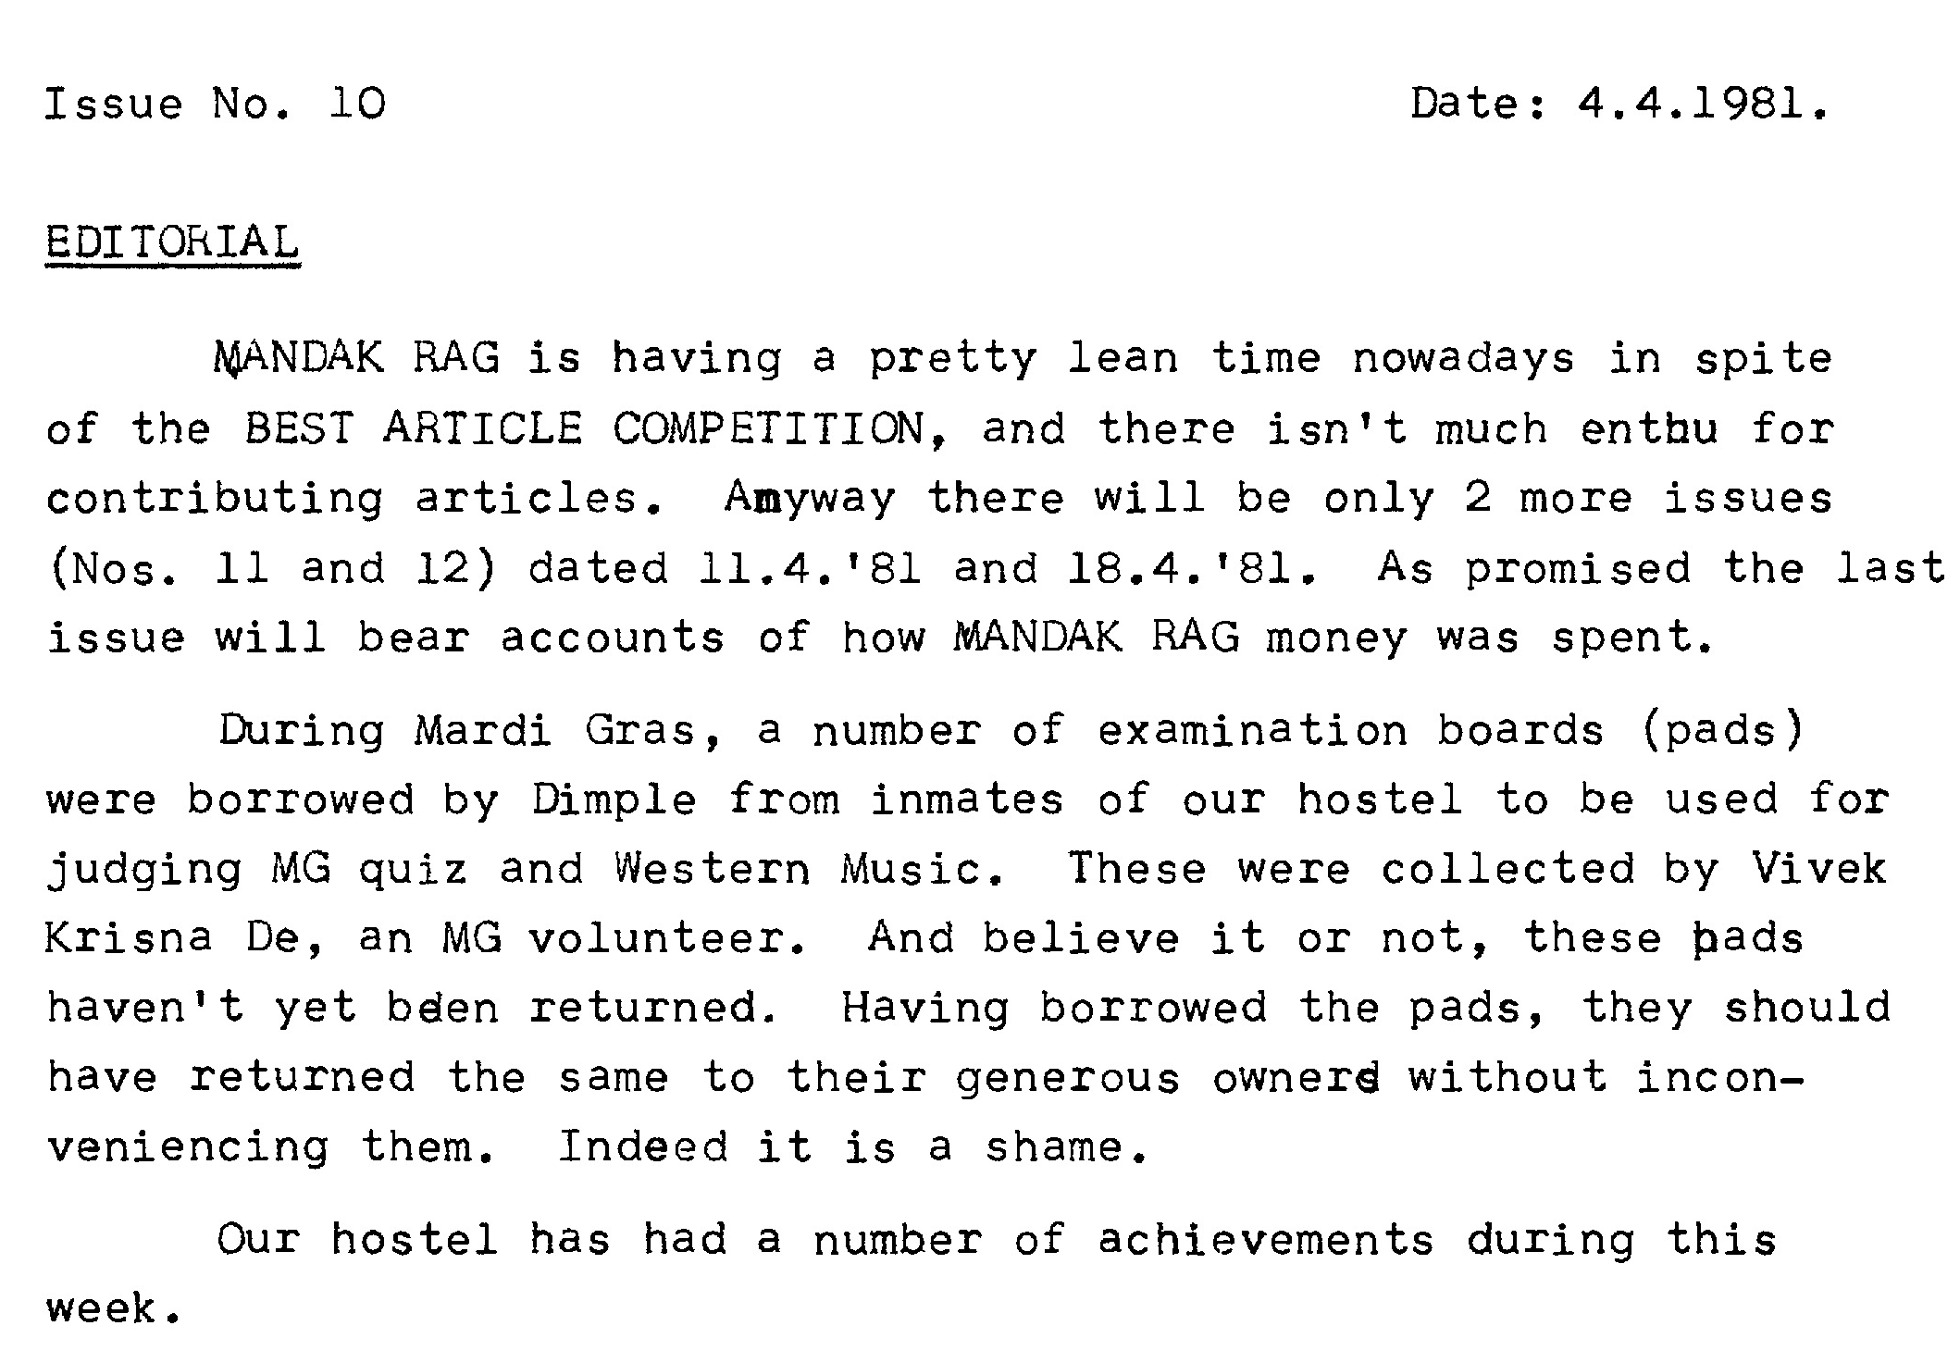 Issue No. 10 Date: 4.4.1981.
EDITORIAL
MANDAK RAG is having a pretty lean time nowadays in spite
of the BEST ARTICLE COMPETITION, and there isn't much enthu for
contributing articles. Anyway there will be only 2 more issues
(Nos. 11 and 12) dated 11.4.'81 and 18.4.'81. As promised the last
issue will bear accounts of how MANDAK RAG money was spent.
During Mardi Gras, a number of examination boards (pads)
were borrowed by Dimple from inmates of our hostel to be used for
judging MG quiz and Western Music. These were collected by Vivek
Krisna De, an MG volunteer. And believe it or not, these pads
haven't yet been returned. Having borrowed the pads, they should
have returned the same to their generous owners without incon-
veniencing them. Indeed it is a shame.
Our hostel has had a number of achievements during this
week.